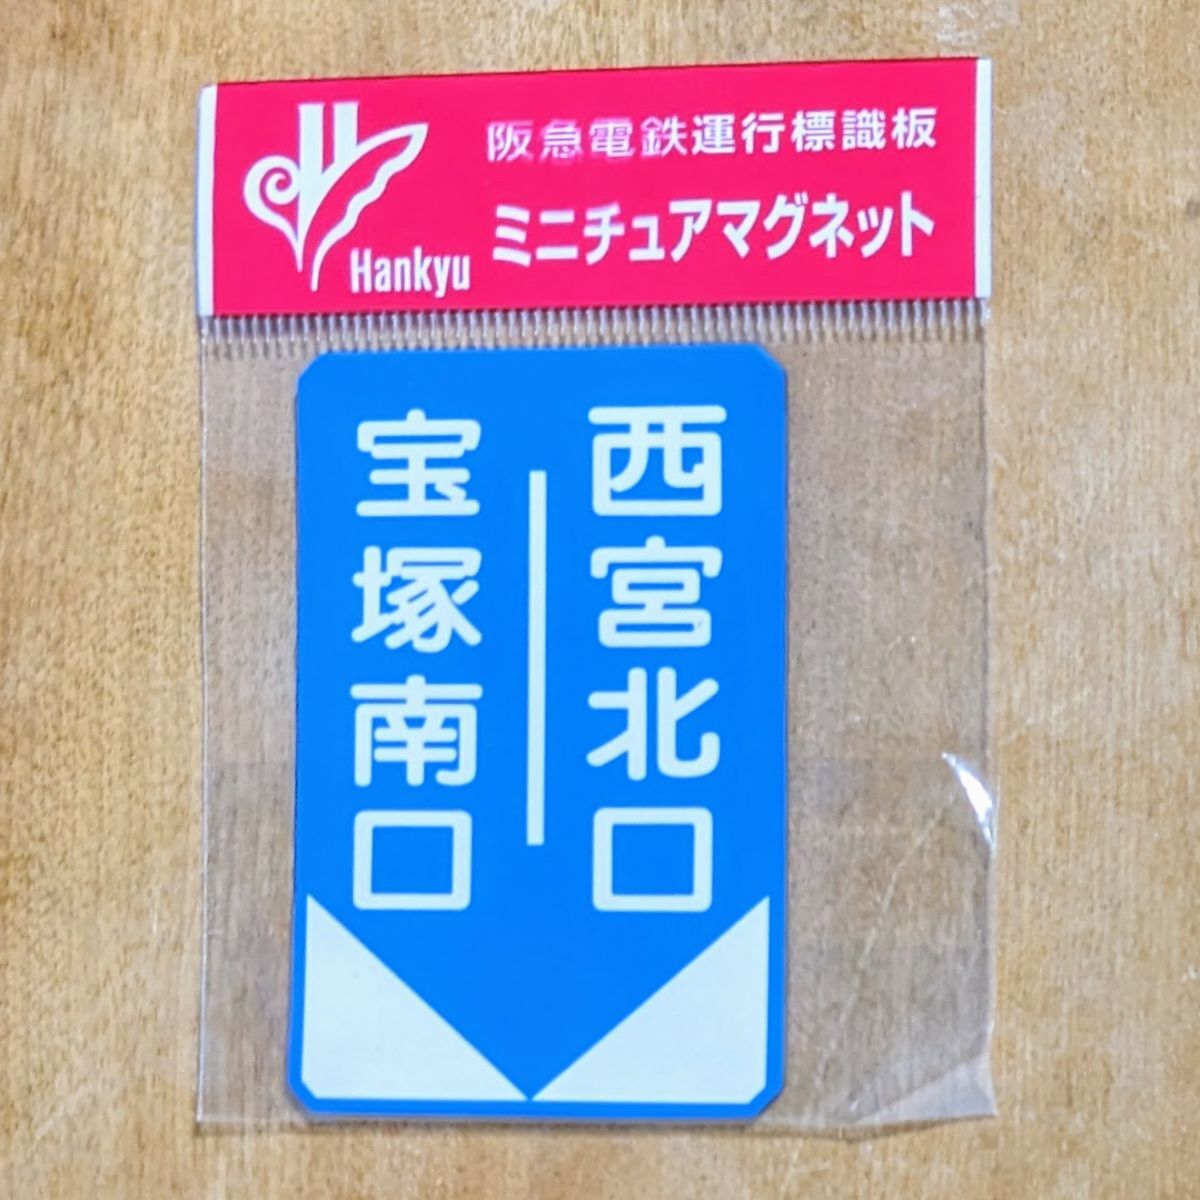 阪急電鉄運行標識板
ミニチュアマグネット
Hankyu
西宮北口
宝塚南口